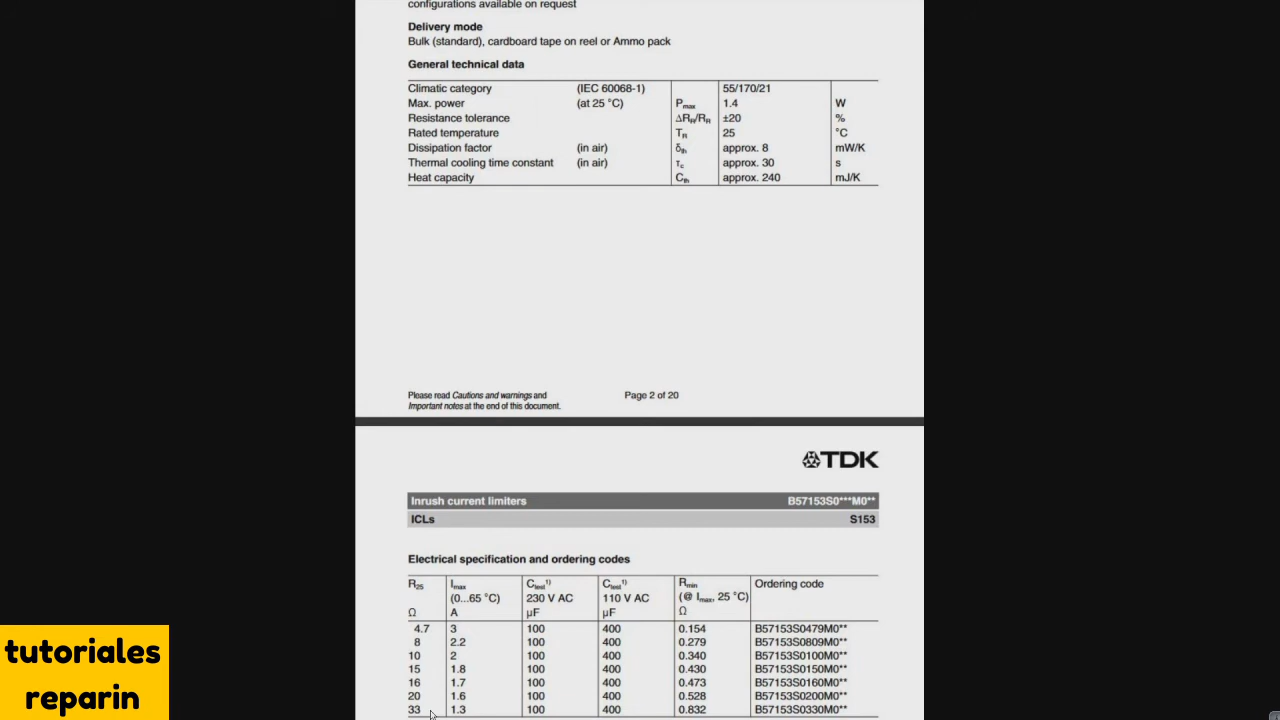 configurations available on request
Delivery mode
Bulk (standard), cardboard tape on reel or Ammo pack
General technical data
Climatic category (IEC 60068-1) 55/170/21
Max. power (at 25 °C) Pmax 1.4 W
Resistance tolerance ΔRR/RR ±20 %
Rated temperature TR 25 °C
Dissipation factor (in air) δth approx. 8 mW/K
Thermal cooling time constant (in air) τc approx. 30 s
Heat capacity Cth approx. 240 mJ/K
Please read Cautions and warnings and Page 2 of 20
Important notes at the end of this document.
TDK
Inrush current limiters B57153S0***M0**
ICLs S153
Electrical specification and ordering codes
R25 Imax Ctest1) Ctest1) Rmin Ordering code
(0...65 °C) 230 V AC 110 V AC (@ Imax, 25 °C)
Ω A µF µF Ω
4.7 3 100 400 0.154 B57153S0479M0**
8 2.2 100 400 0.279 B57153S0809M0**
10 2 100 400 0.340 B57153S0100M0**
15 1.8 100 400 0.430 B57153S0150M0**
16 1.7 100 400 0.473 B57153S0160M0**
20 1.6 100 400 0.528 B57153S0200M0**
33 1.3 100 400 0.832 B57153S0330M0**
tutoriales
reparin